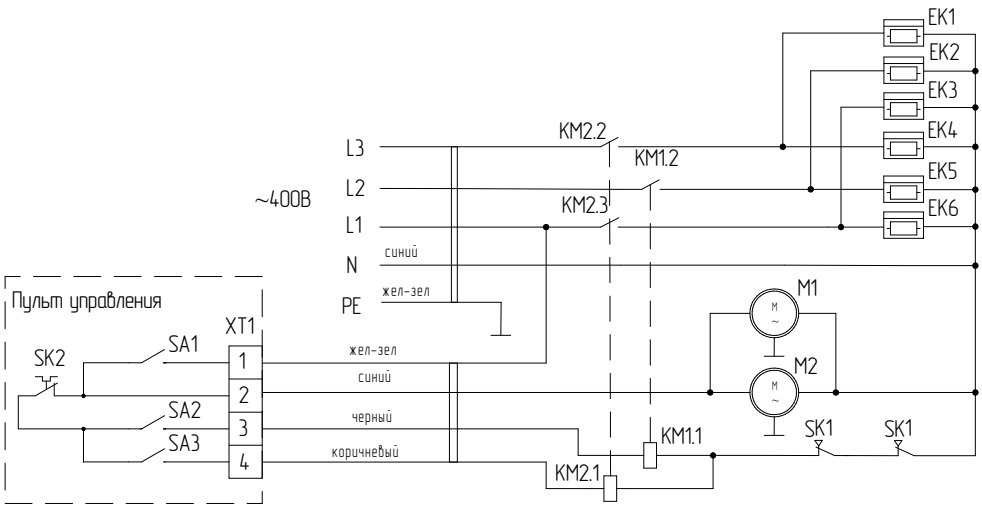 EK1
EK2
EK3
KM2.2
EK4
L3
KM1.2
EK5
L2
~400В
KM2.3
EK6
L1
синий
N
жел-зел
PE
M1
M
~
Пульт управления
XT1
SA1
1
жел-зел
SK2
2
синий
M2
M
~
SA2
3
черный
SA3
4
коричневый
KM1.1
SK1
SK1
KM2.1